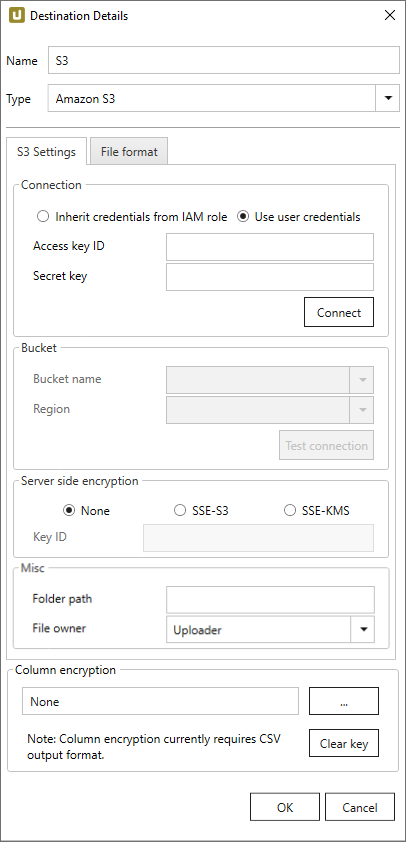 Destination Details
Name S3
Type Amazon S3
S3 Settings File format
Connection
Inherit credentials from IAM role Use user credentials
Access key ID
Secret key
Connect
Bucket
Bucket name
Region
Test connection
Server side encryption
None SSE-S3 SSE-KMS
Key ID
Misc
Folder path
File owner Uploader
Column encryption
None ...
Note: Column encryption currently requires CSV
output format.
Clear key
OK Cancel